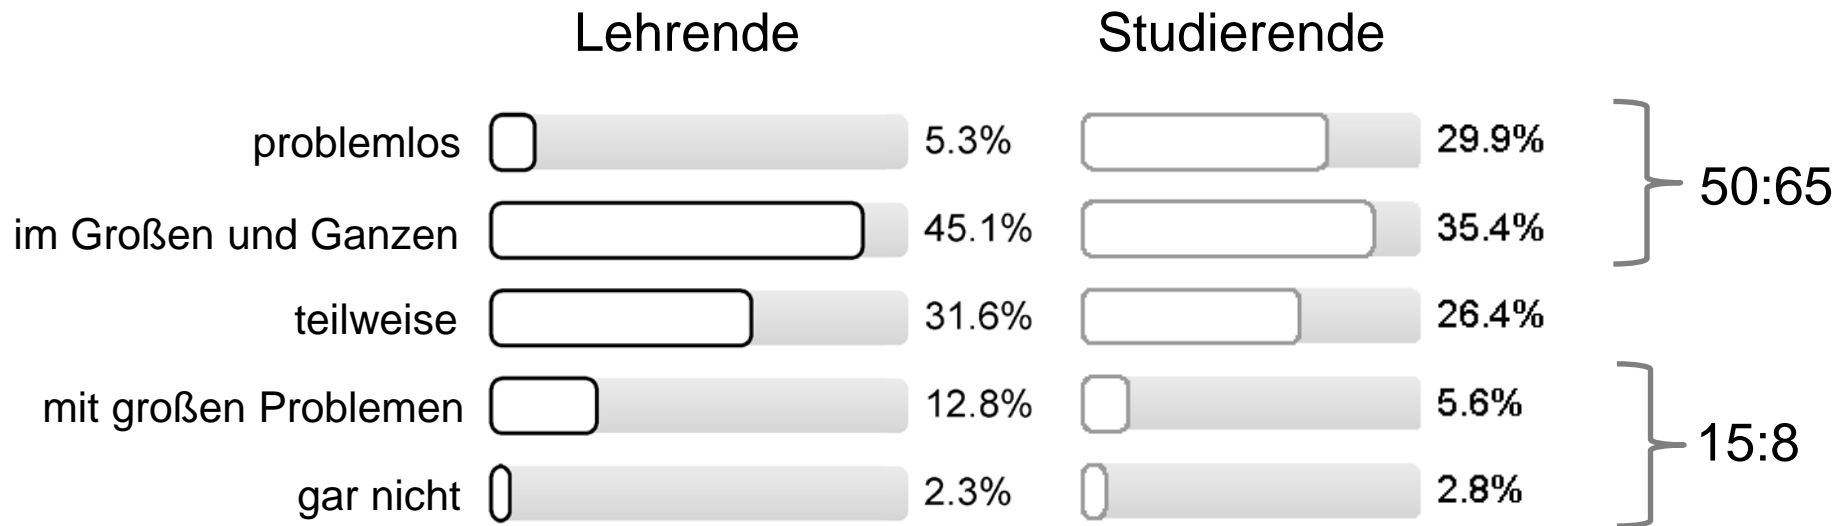 Lehrende Studierende
problemlos 5.3% 29.9%
50:65
im Großen und Ganzen 45.1% 35.4%
teilweise 31.6% 26.4%
mit großen Problemen 12.8% 5.6%
15:8
gar nicht 2.3% 2.8%